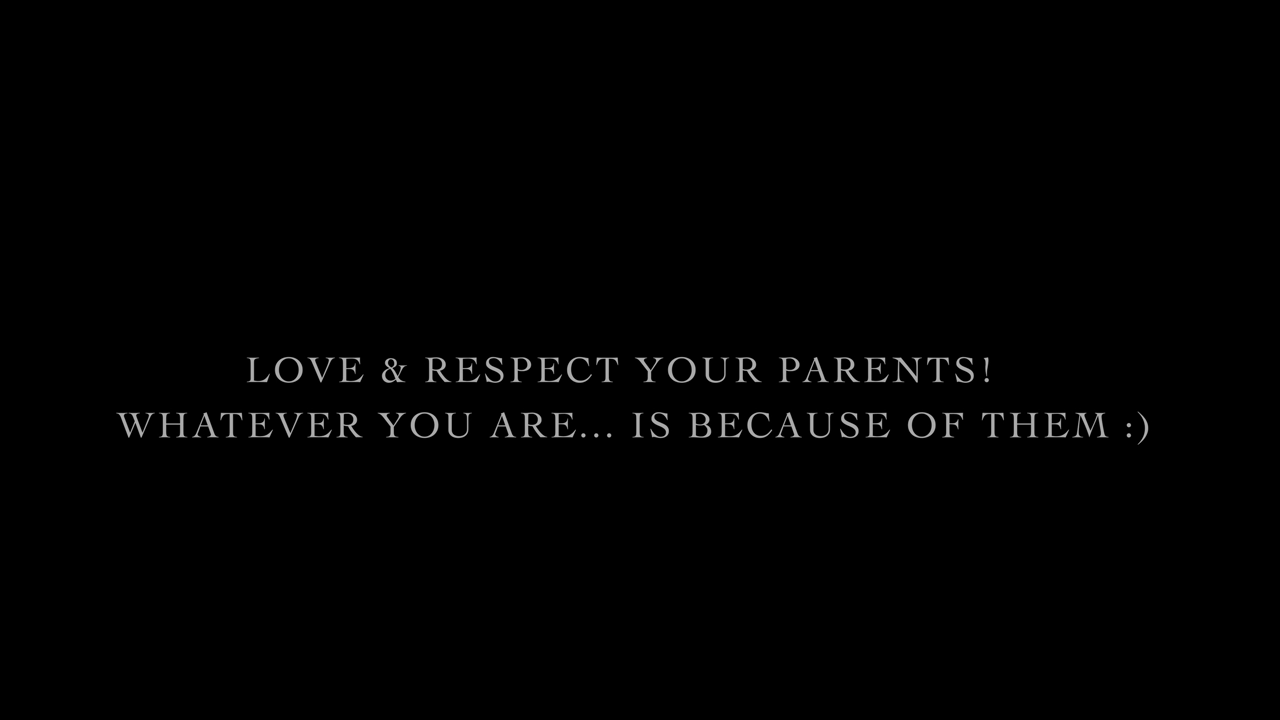 LOVE & RESPECT YOUR PARENTS!
WHATEVER YOU ARE... IS BECAUSE OF THEM :)